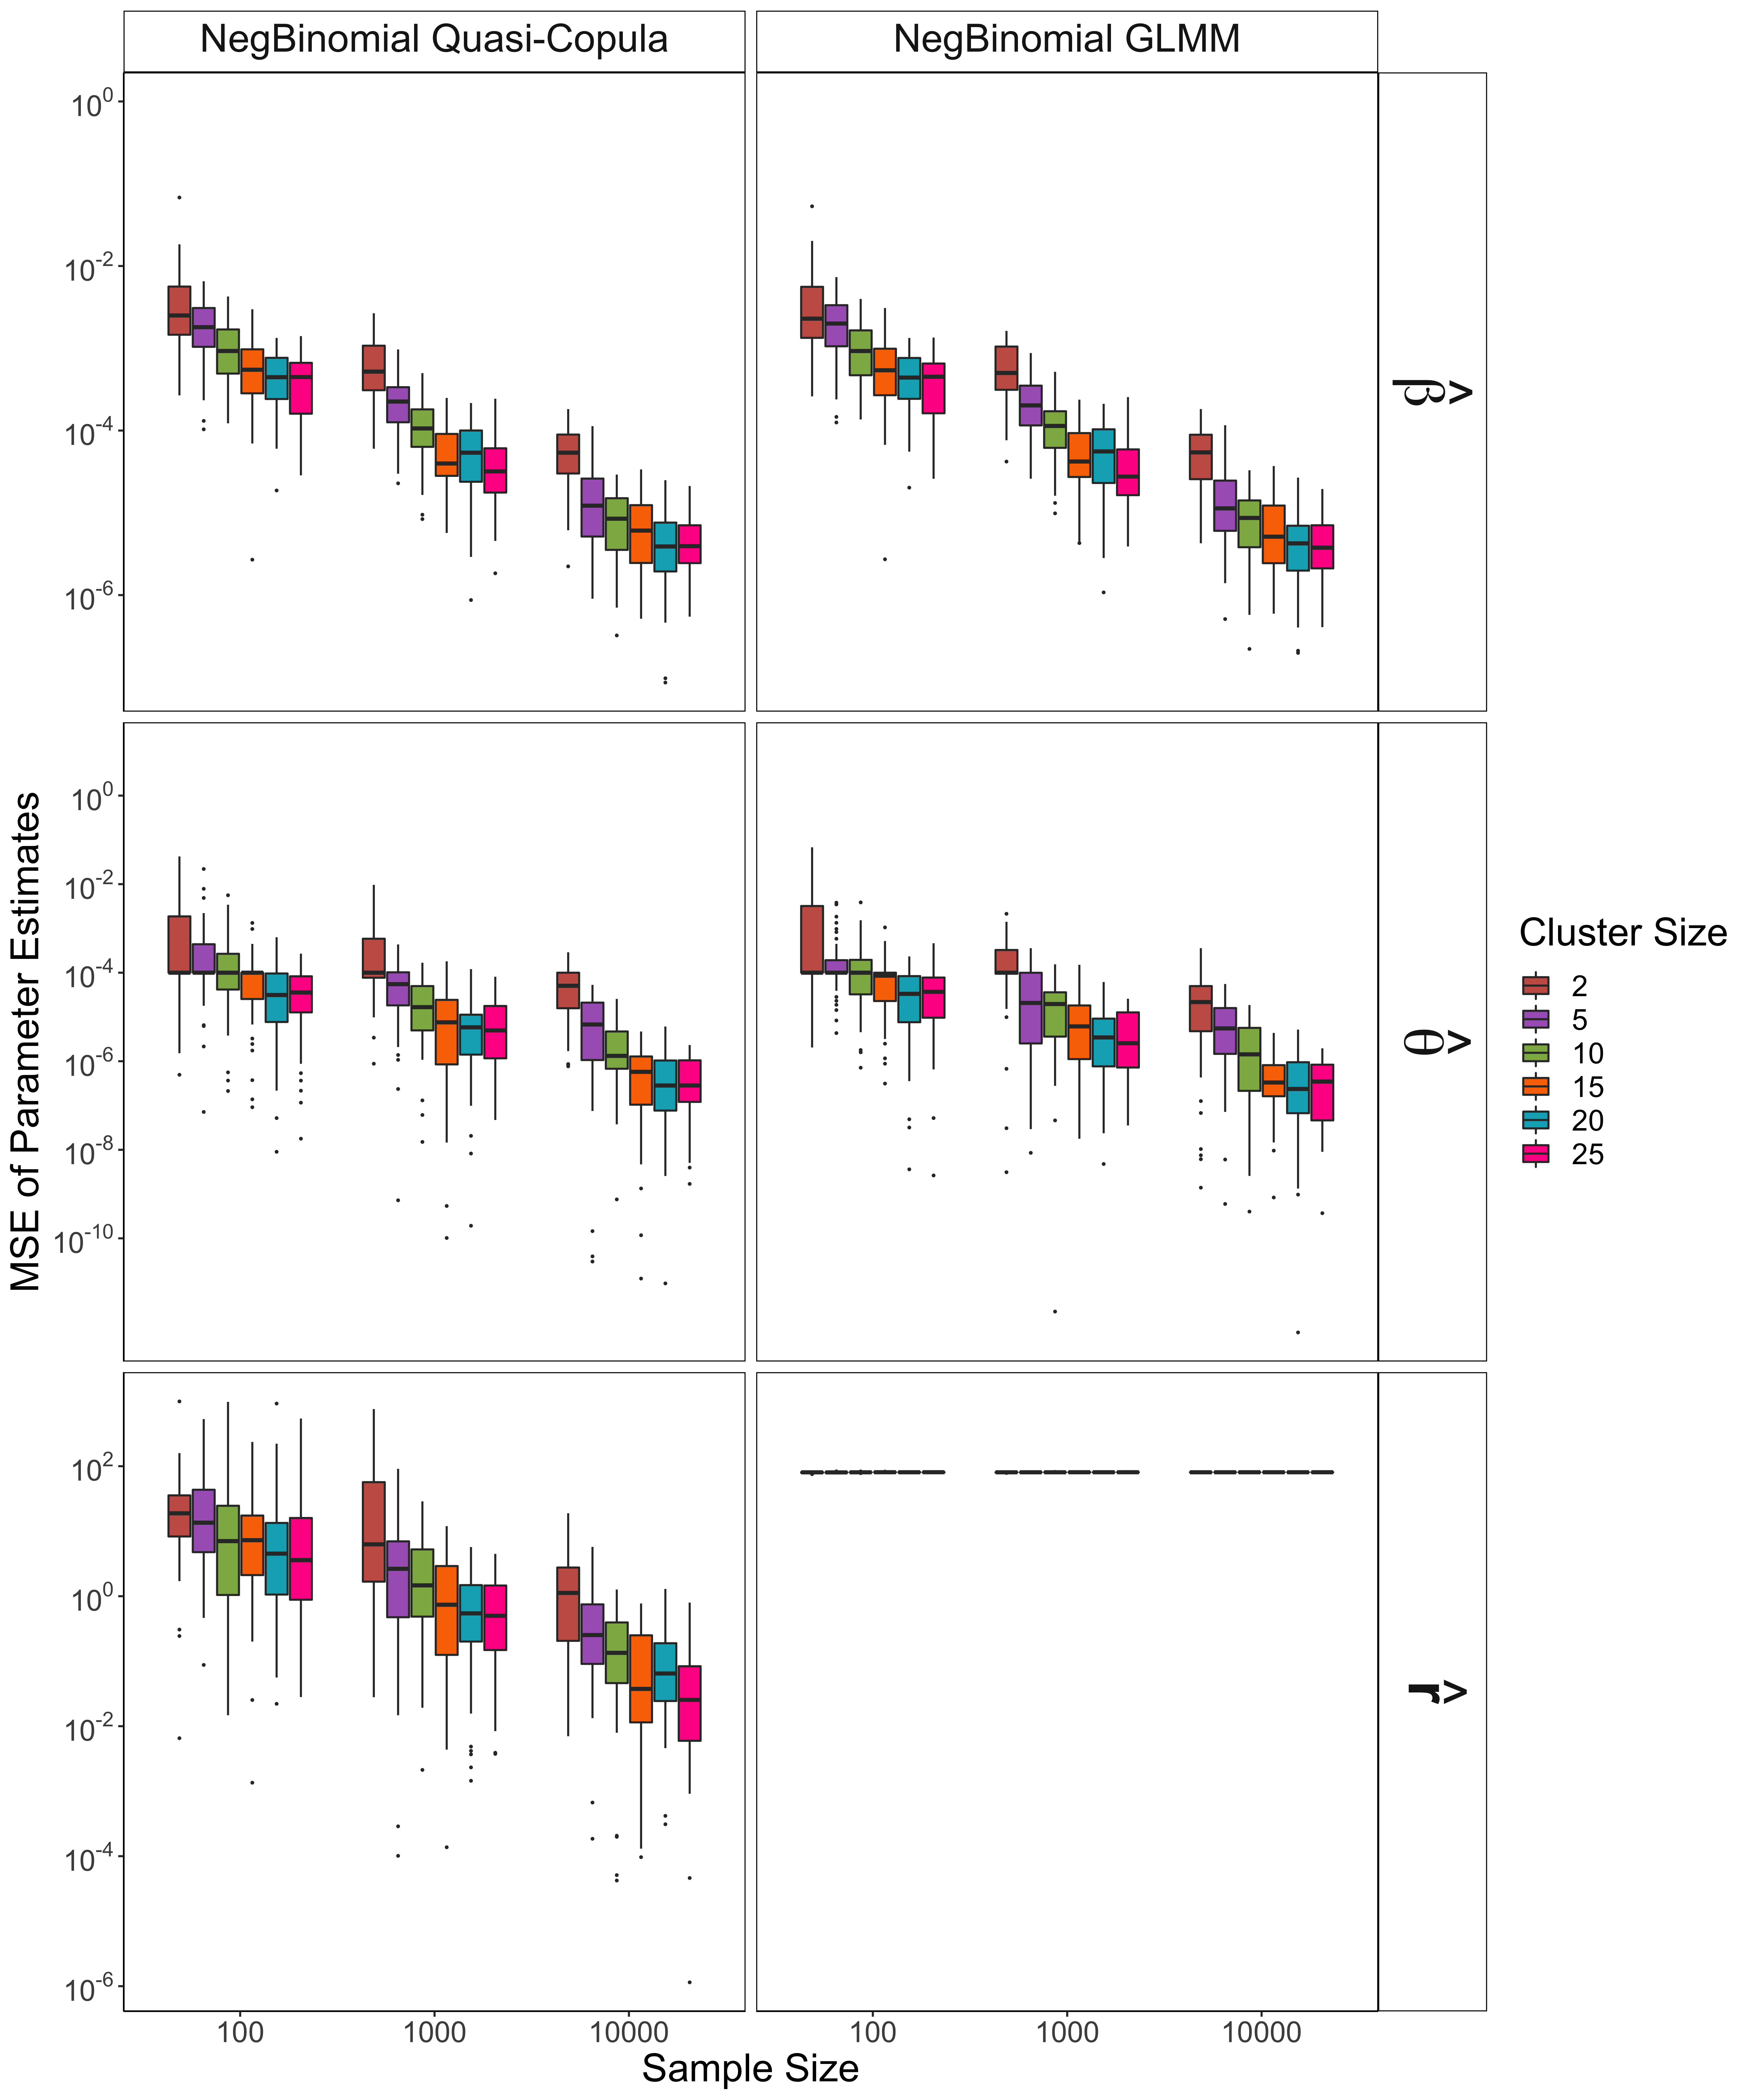 NegBinomial Quasi-Copula
NegBinomial GLMM
10^0
10^-2
10^-4
10^-6
β^
10^0
10^-2
10^-4
10^-6
10^-8
10^-10
θ^
10^2
10^0
10^-2
10^-4
10^-6
r^
MSE of Parameter Estimates
100 1000 10000
100 1000 10000
Sample Size
Cluster Size
2
5
10
15
20
25